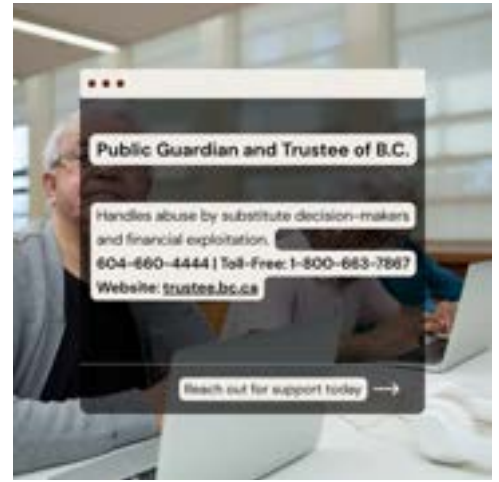 Public Guardian and Trustee of B.C.
Handles abuse by substitute decision-makers
and financial exploitation.
604-660-4444 | Toll-Free: 1-800-663-7867
Website: trustee.bc.ca
Reach out for support today